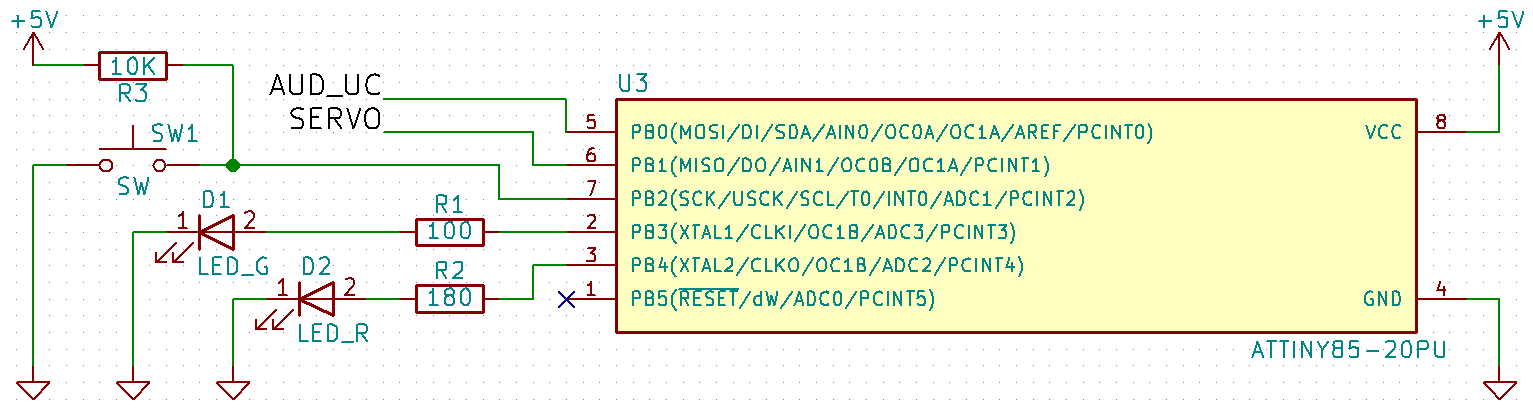 +5V
+5V
10K
R3
AUD_UC
SERVO
U3
SW1
SW
5
PB0(MOSI/DI/SDA/AIN0/OC0A/OC1A/AREF/PCINT0)
VCC
8
6
PB1(MISO/DO/AIN1/OC0B/OC1A/PCINT1)
7
PB2(SCK/USCK/SCL/T0/INT0/ADC1/PCINT2)
D1
1
2
LED_G
R1
100
2
PB3(XTAL1/CLKI/OC1B/ADC3/PCINT3)
D2
1
2
LED_R
R2
180
3
PB4(XTAL2/CLKO/OC1B/ADC2/PCINT4)
1
PB5(RESET/dW/ADC0/PCINT5)
GND
4
ATTINY85-20PU